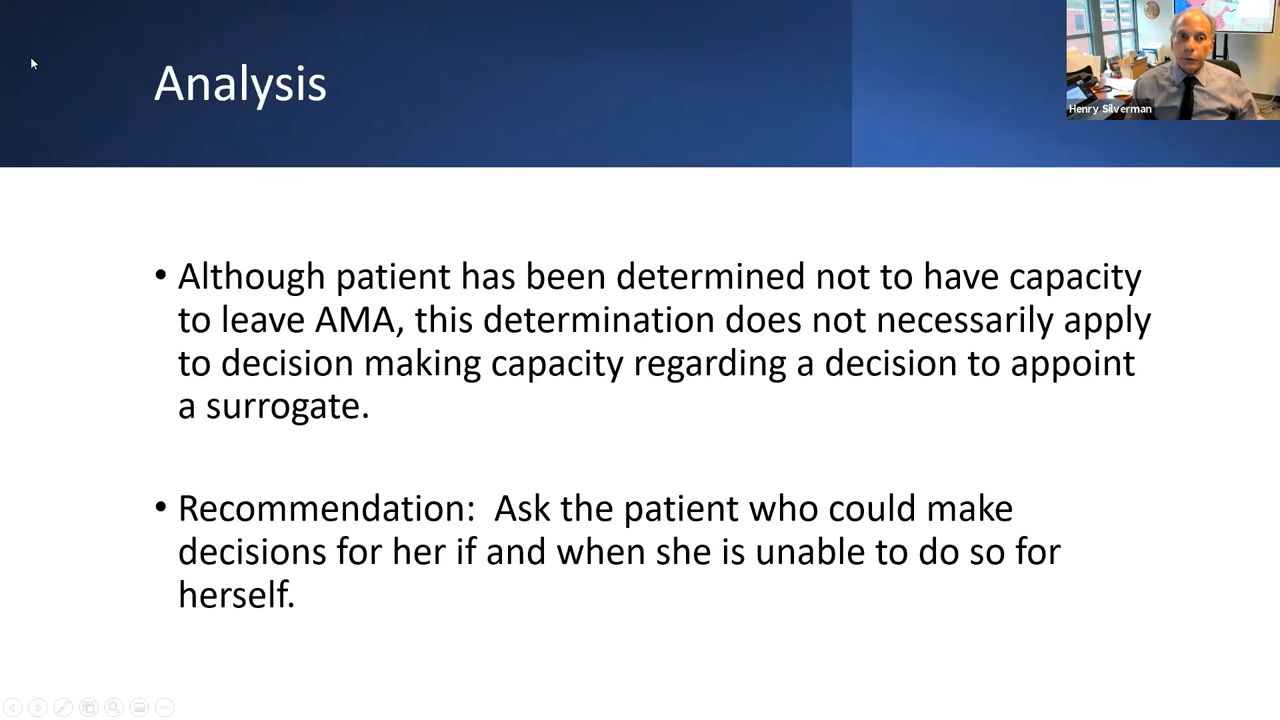 Analysis
Henry Silverman
• Although patient has been determined not to have capacity
to leave AMA, this determination does not necessarily apply
to decision making capacity regarding a decision to appoint
a surrogate.
• Recommendation:  Ask the patient who could make
decisions for her if and when she is unable to do so for
herself.